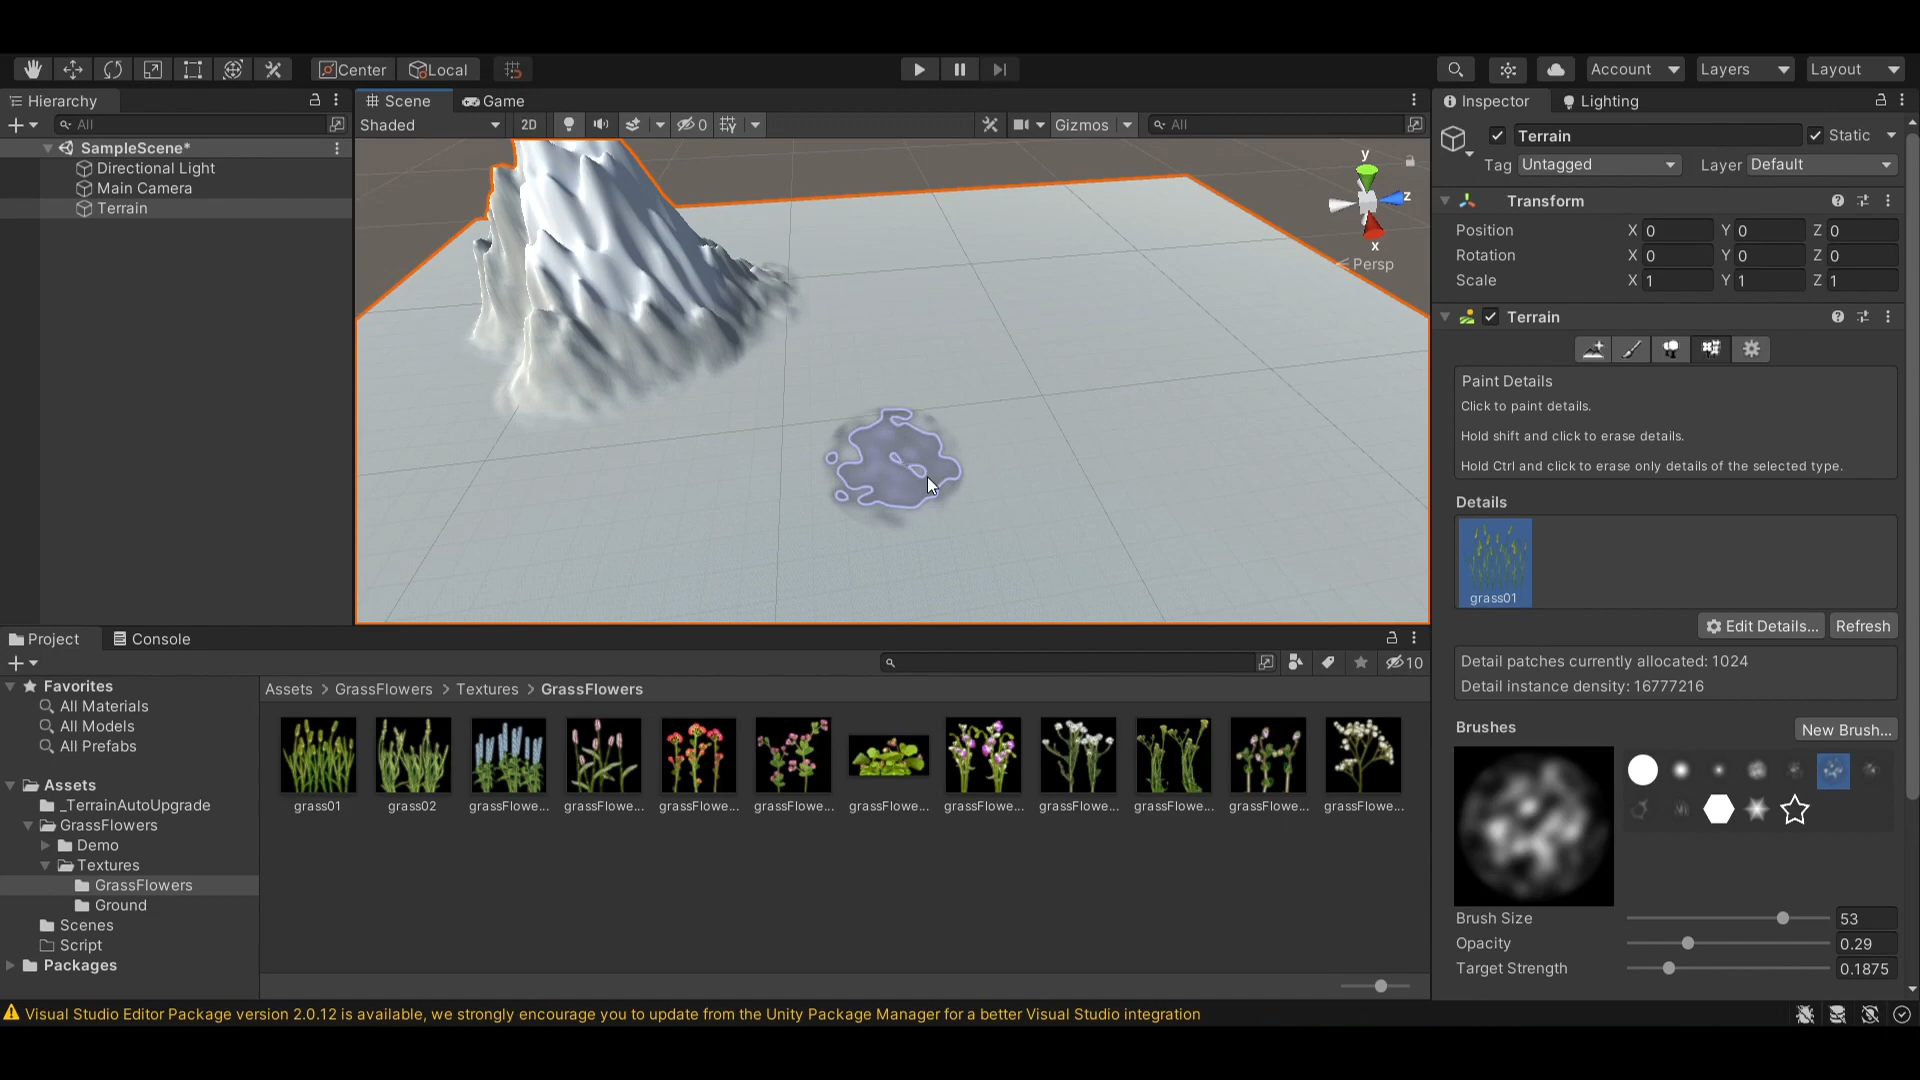 Center
Local
Account
Layers
Layout
Hierarchy
All
SampleScene*
Directional Light
Main Camera
Terrain
Scene
Game
Shaded
2D
0
Gizmos
All
y
z
x
Persp
Inspector
Lighting
Terrain
Static
Tag Untagged
Layer Default
Transform
Position X 0 Y 0 Z 0
Rotation X 0 Y 0 Z 0
Scale X 1 Y 1 Z 1
Terrain
Paint Details
Click to paint details.
Hold shift and click to erase details.
Hold Ctrl and click to erase only details of the selected type.
Details
grass01
Edit Details...
Refresh
Detail patches currently allocated: 1024
Detail instance density: 16777216
Brushes
New Brush...
Brush Size 53
Opacity 0.29
Target Strength 0.1875
Project
Console
10
Favorites
All Materials
All Models
All Prefabs
Assets
_TerrainAutoUpgrade
GrassFlowers
Demo
Textures
GrassFlowers
Ground
Scenes
Script
Packages
Assets > GrassFlowers > Textures > GrassFlowers
grass01
grass02
grassFlowe...
grassFlowe...
grassFlowe...
grassFlowe...
grassFlowe...
grassFlowe...
grassFlowe...
grassFlowe...
grassFlowe...
grassFlowe...
Visual Studio Editor Package version 2.0.12 is available, we strongly encourage you to update from the Unity Package Manager for a better Visual Studio integration